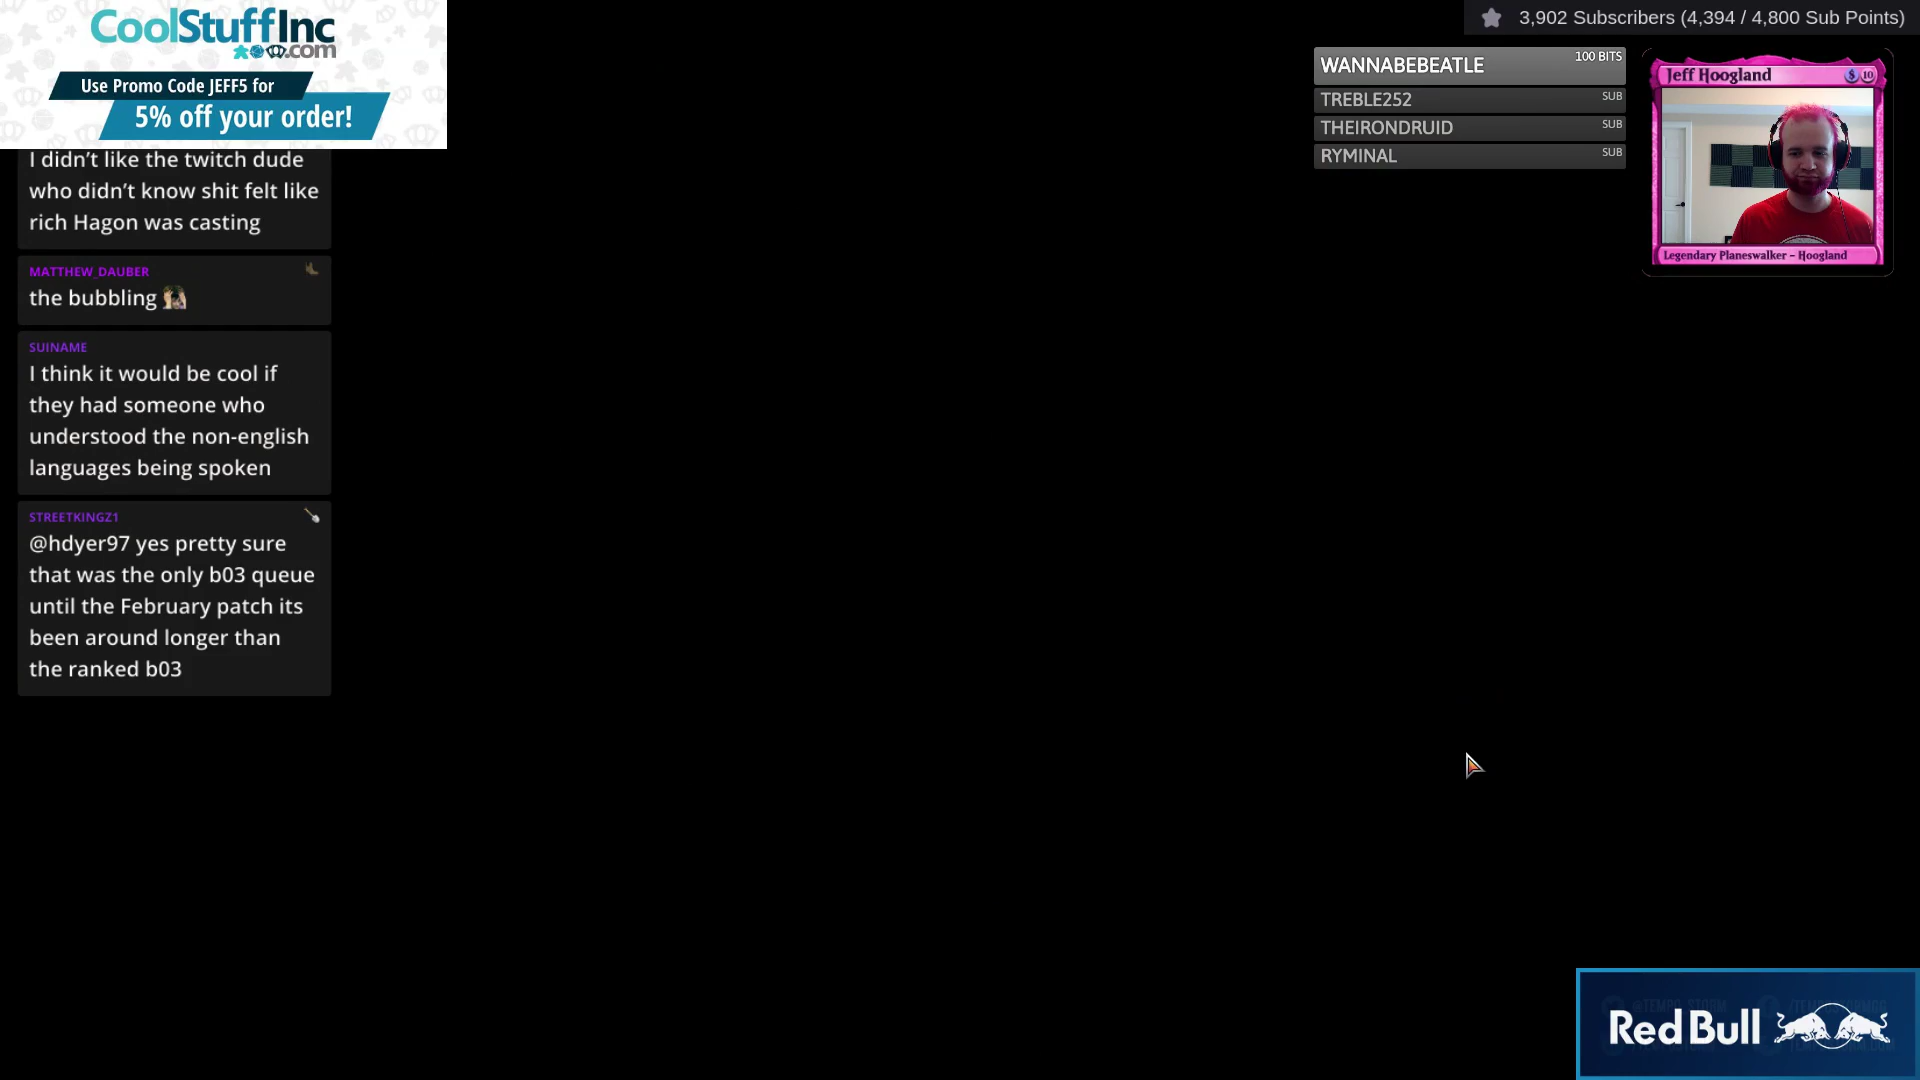 CoolStuffInc
.com
Use Promo Code JEFF5 for
5% off your order!
3,902 Subscribers (4,394 / 4,800 Sub Points)
WANNABEBEATLE 100 BITS
TREBLE252 SUB
THEIRONDRUID SUB
RYMINAL SUB
Jeff Hoogland $ 10
Legendary Planeswalker – Hoogland
I didn't like the twitch dude
who didn't know shit felt like
rich Hagon was casting
MATTHEW_DAUBER
the bubbling
SUINAME
I think it would be cool if
they had someone who
understood the non-english
languages being spoken
STREETKINGZ1
@hdyer97 yes pretty sure
that was the only b03 queue
until the February patch its
been around longer than
the ranked b03
Red Bull